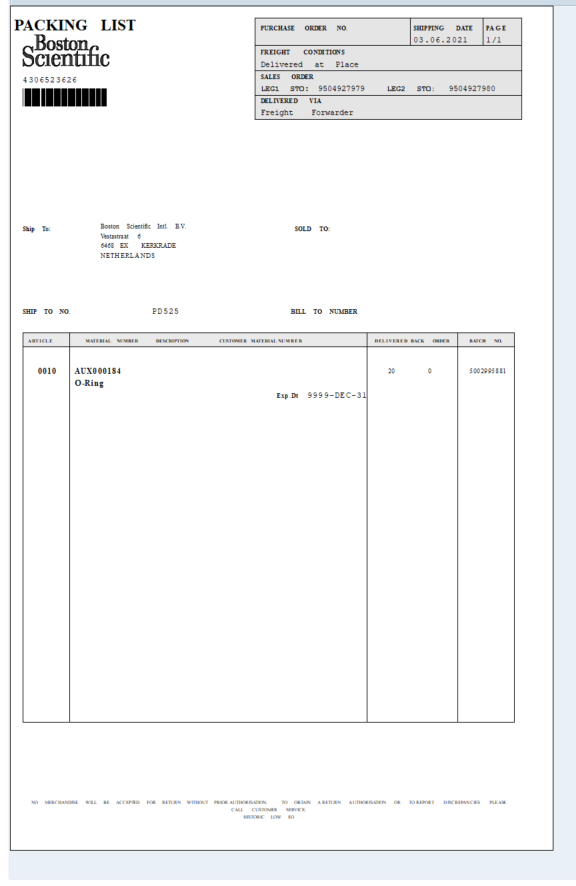 PACKING LIST
Boston
Scientific
4306523626
PURCHASE ORDER NO. SHIPPING DATE PAGE
03.06.2021 1/1
FREIGHT CONDITIONS
Delivered at Place
SALES ORDER
LEG1 STO: 9504927979 LEG2 STO: 9504927980
DELIVERED VIA
Freight Forwarder
Ship To: Boston Scientific Intl. B.V. SOLD TO:
Vestastraat 6
6468 EX KERKRADE
NETHERLANDS
SHIP TO NO. PD525 BILL TO NUMBER
ARTICLE MATERIAL NUMBER DESCRIPTION CUSTOMER MATERIAL NUMBER DELIVERED BACK ORDER BATCH NO.
0010 AUX000184 20 0 5002995881
O-Ring
Exp.Dt 9999-DEC-31
NO MERCHANDISE WILL BE ACCEPTED FOR RETURN WITHOUT PRIOR AUTHORISATION. TO OBTAIN A RETURN AUTHORISATION OR TO REPORT DISCREPANCIES PLEASE
CALL CUSTOMER SERVICE.
HISTORIC LOW SO